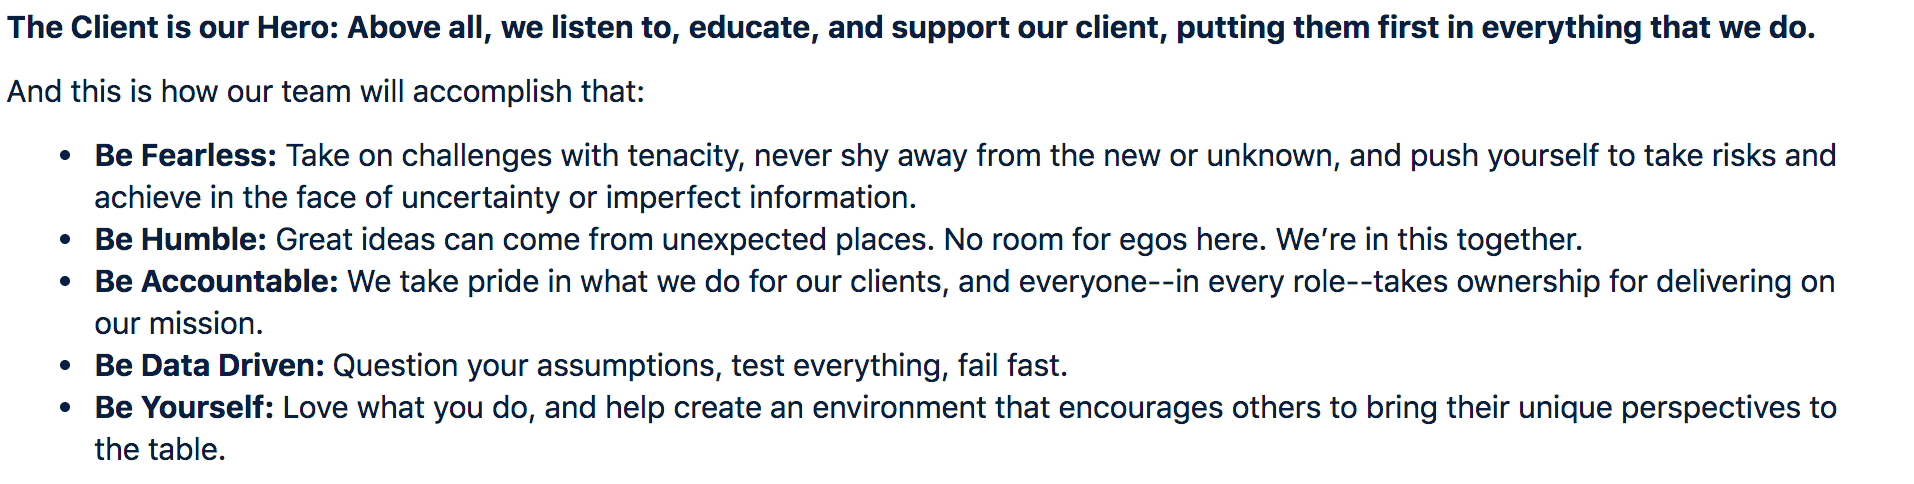 The Client is our Hero: Above all, we listen to, educate, and support our client, putting them first in everything that we do.
And this is how our team will accomplish that:
• Be Fearless: Take on challenges with tenacity, never shy away from the new or unknown, and push yourself to take risks and
achieve in the face of uncertainty or imperfect information.
• Be Humble: Great ideas can come from unexpected places. No room for egos here. We’re in this together.
• Be Accountable: We take pride in what we do for our clients, and everyone--in every role--takes ownership for delivering on
our mission.
• Be Data Driven: Question your assumptions, test everything, fail fast.
• Be Yourself: Love what you do, and help create an environment that encourages others to bring their unique perspectives to
the table.